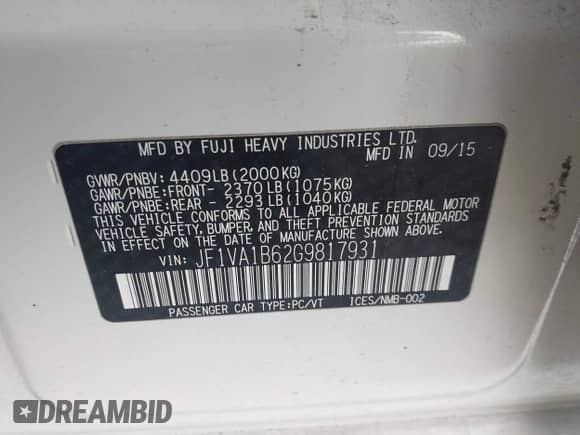 MFD BY FUJI HEAVY INDUSTRIES LTD.
MFD IN 09/15
GVWR/PNBV: 4409LB(2000KG)
GAWR/PNBE:FRONT- 2370LB(1075KG)
GAWR/PNBE:REAR - 2293LB(1040KG)
THIS VEHICLE CONFORMS TO ALL APPLICABLE FEDERAL MOTOR
VEHICLE SAFETY, BUMPER, AND THEFT PREVENTION STANDARDS
IN EFFECT ON THE DATE OF MANUFACTURE SHOWN ABOVE.
VIN: JF1VA1B62G9817931
PASSENGER CAR TYPE:PC/VT ICES/NMB-002
DREAMBID